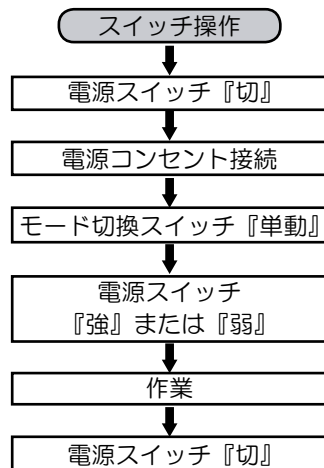 スイッチ操作
電源スイッチ『切』
電源コンセント接続
モード切換スイッチ『単動』
電源スイッチ
『強』または『弱』
作業
電源スイッチ『切』